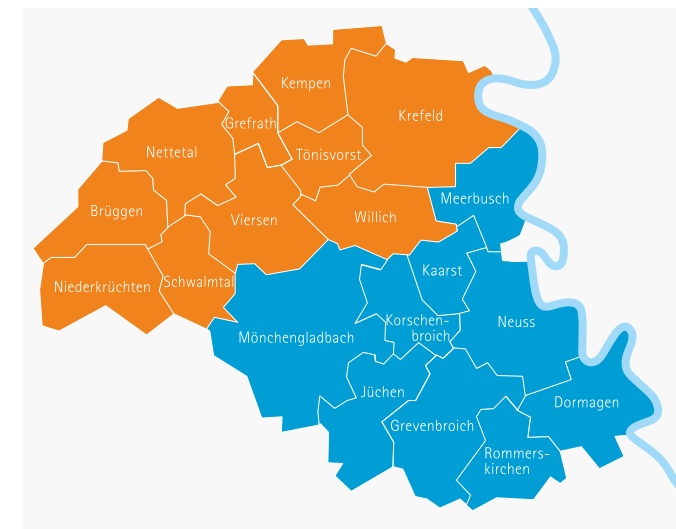 Kempen
Krefeld
Grefrath
Nettetal
Tönisvorst
Meerbusch
Brüggen
Viersen
Willich
Kaarst
Schwalmtal
Niederkrüchten
Korschen-
broich
Neuss
Mönchengladbach
Jüchen
Dormagen
Grevenbroich
Rommers-
kirchen